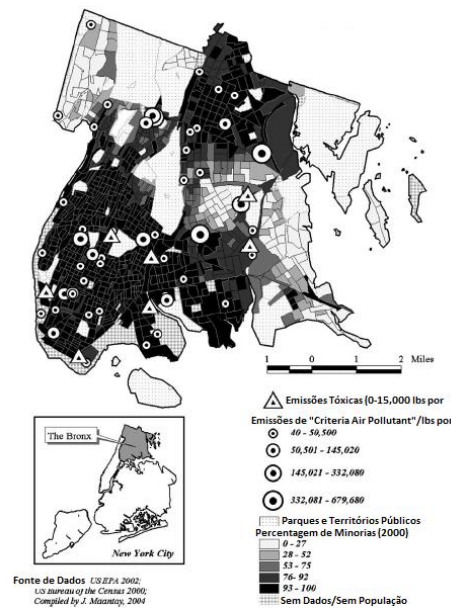 1 0 1 2 Miles
Emissões Tóxicas (0-15,000 lbs por
Emissões de "Criteria Air Pollutant"/lbs por
40 - 50,500
50,501 - 145,020
145,021 - 332,080
332,081 - 679,680
Parques e Territórios Públicos
Percentagem de Minorias (2000)
0 - 27
28 - 52
53 - 75
76 - 92
93 - 100
Sem Dados/Sem População
The Bronx
New York City
Fonte de Dados US EPA 2002;
US Bureau of the Census 2000;
Compiled by J. Maantay, 2004